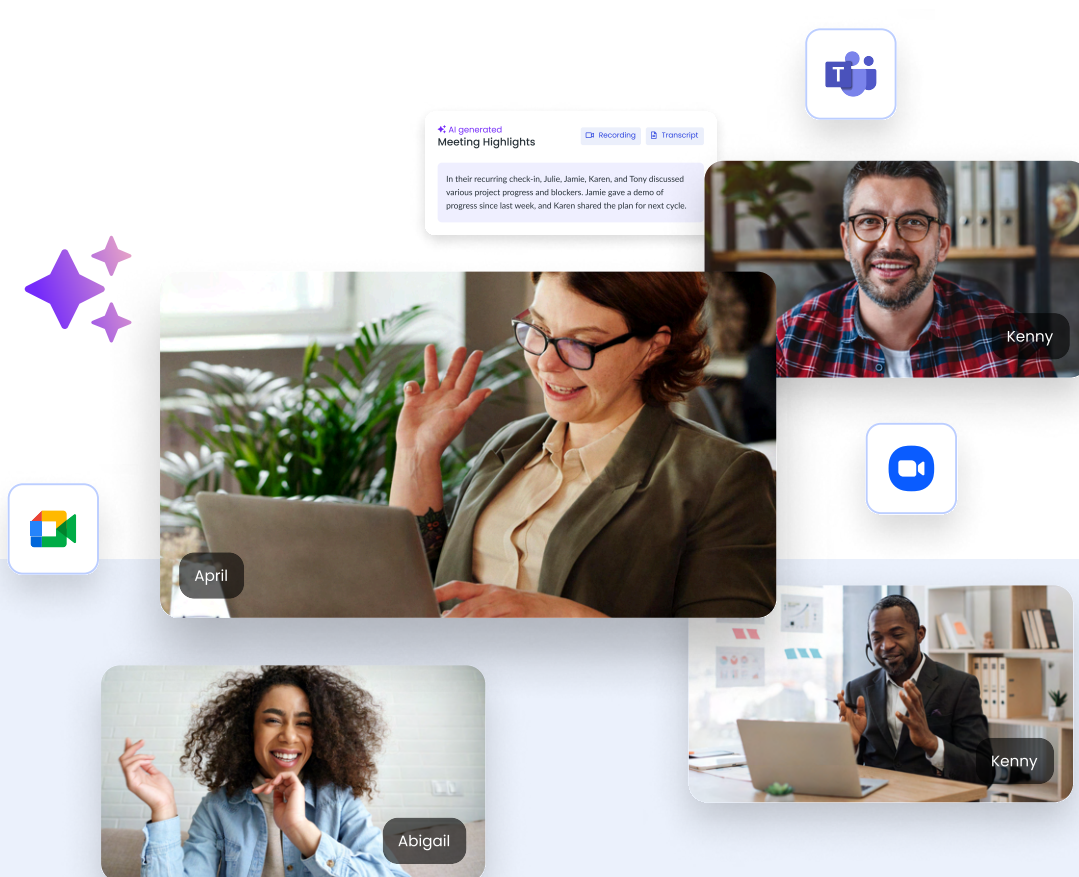 T
AI generated
Meeting Highlights
Recording
Transcript
In their recurring check-in, Julie, Jamie, Karen, and Tony discussed
various project progress and blockers. Jamie gave a demo of
progress since last week, and Karen shared the plan for next cycle.
Kenny
April
Kenny
Abigail